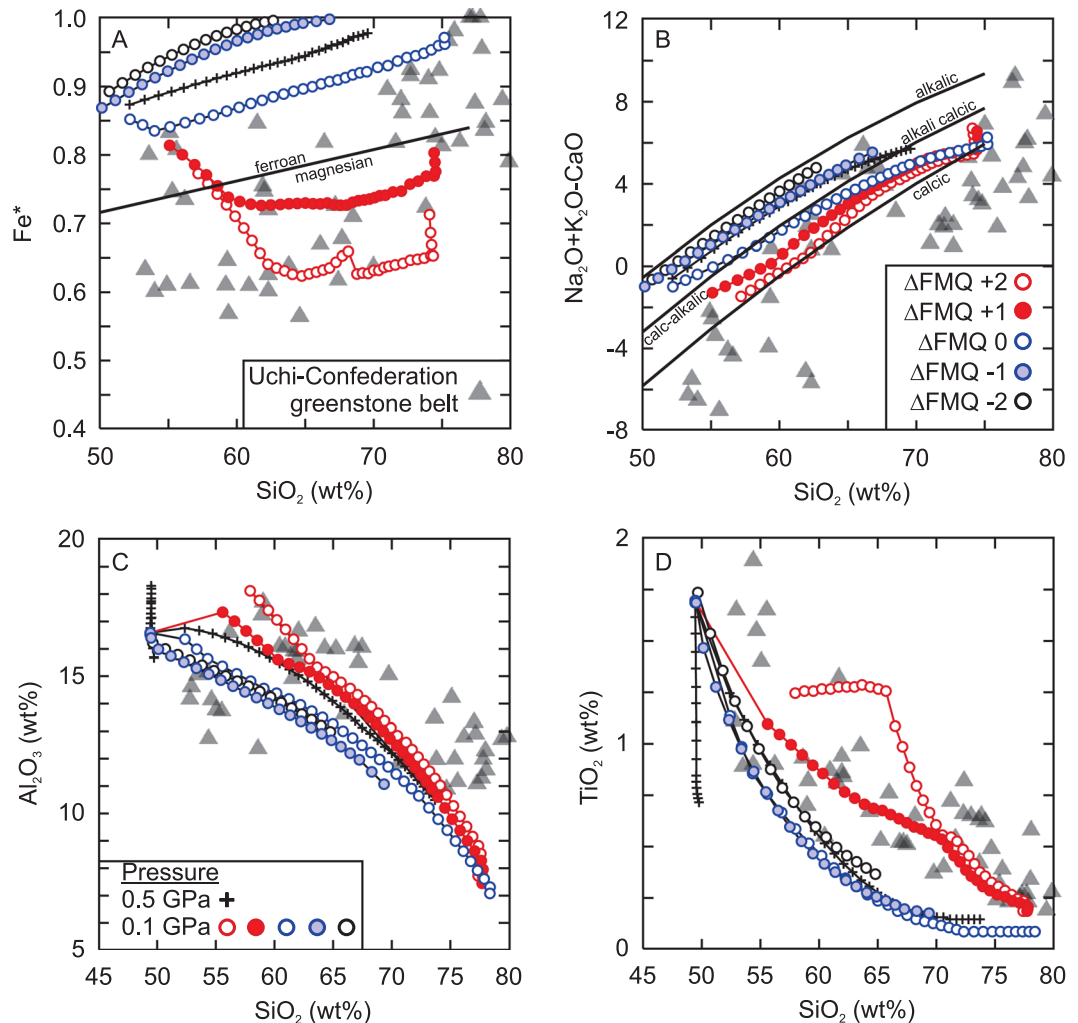 A
1.0
0.9
0.8
0.7
0.6
0.5
0.4
Fe*
ferroan
magnesian
Uchi-Confederation
greenstone belt
50
60
70
80
SiO2 (wt%)
B
12
8
4
0
-4
-8
Na2O+K2O-CaO
alkalic
alkali calcic
calcic
calc-alkalic
ΔFMQ +2
ΔFMQ +1
ΔFMQ 0
ΔFMQ -1
ΔFMQ -2
50
60
70
80
SiO2 (wt%)
C
20
15
10
5
Al2O3 (wt%)
Pressure
0.5 GPa
0.1 GPa
45
50
55
60
65
70
75
80
SiO2 (wt%)
D
2
1
0
TiO2 (wt%)
45
50
55
60
65
70
75
80
SiO2 (wt%)